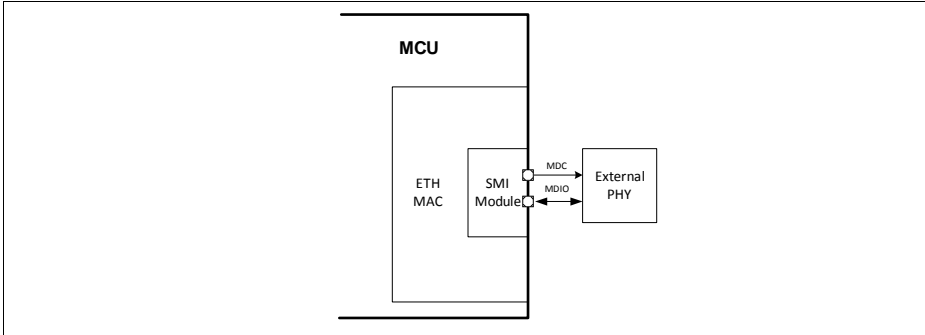 MCU
ETH
MAC
SMI
Module
MDC
MDIO
External
PHY